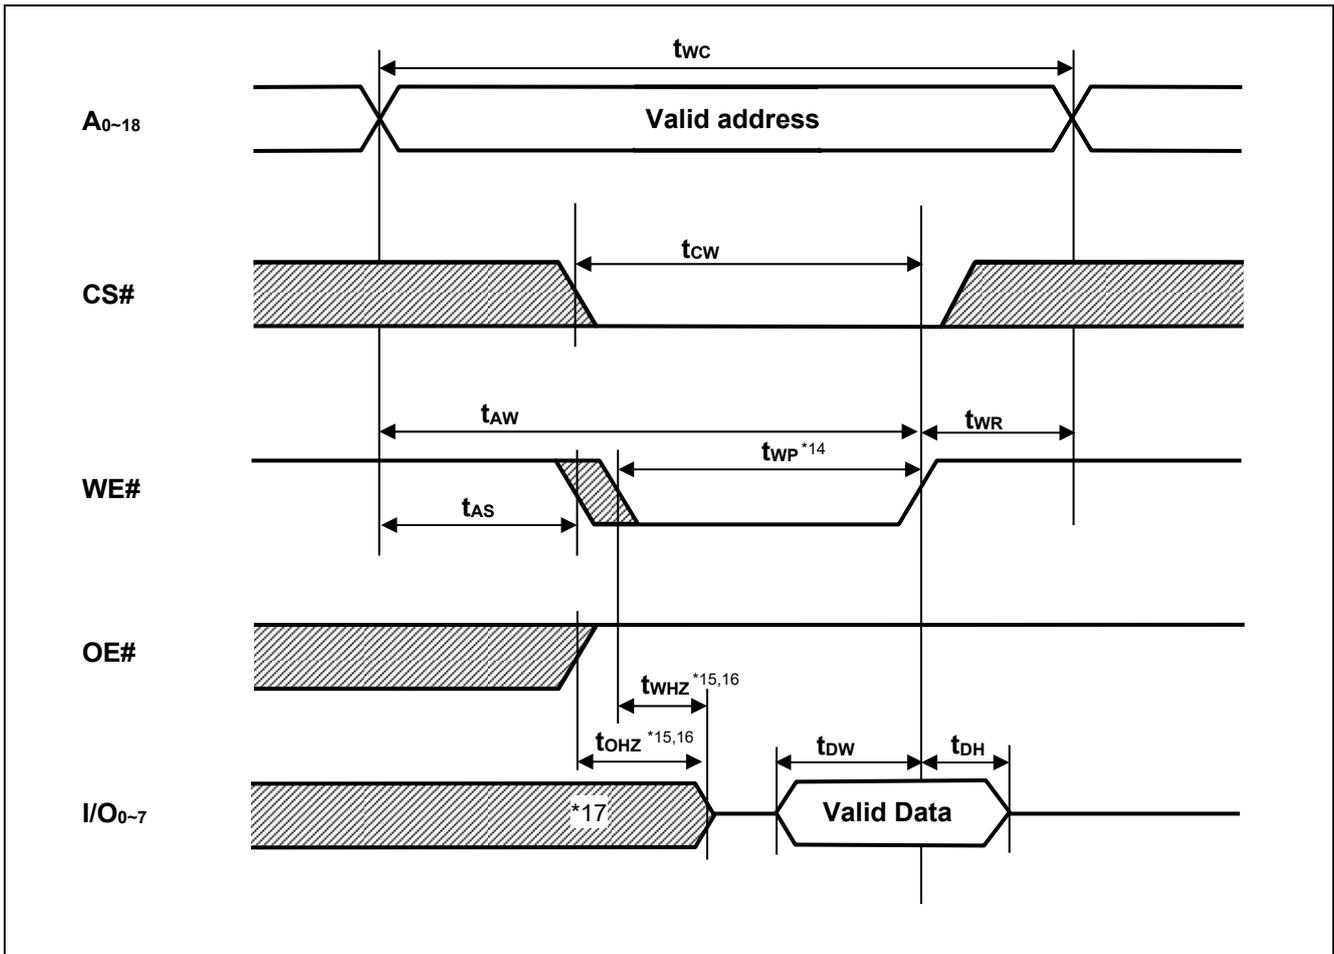 tWC
A0~18
Valid address
tCW
CS#
tAW
tWR
tWP *14
WE#
tAS
OE#
tWHZ *15,16
tOHZ *15,16
tDW
tDH
I/O0~7
*17
Valid Data